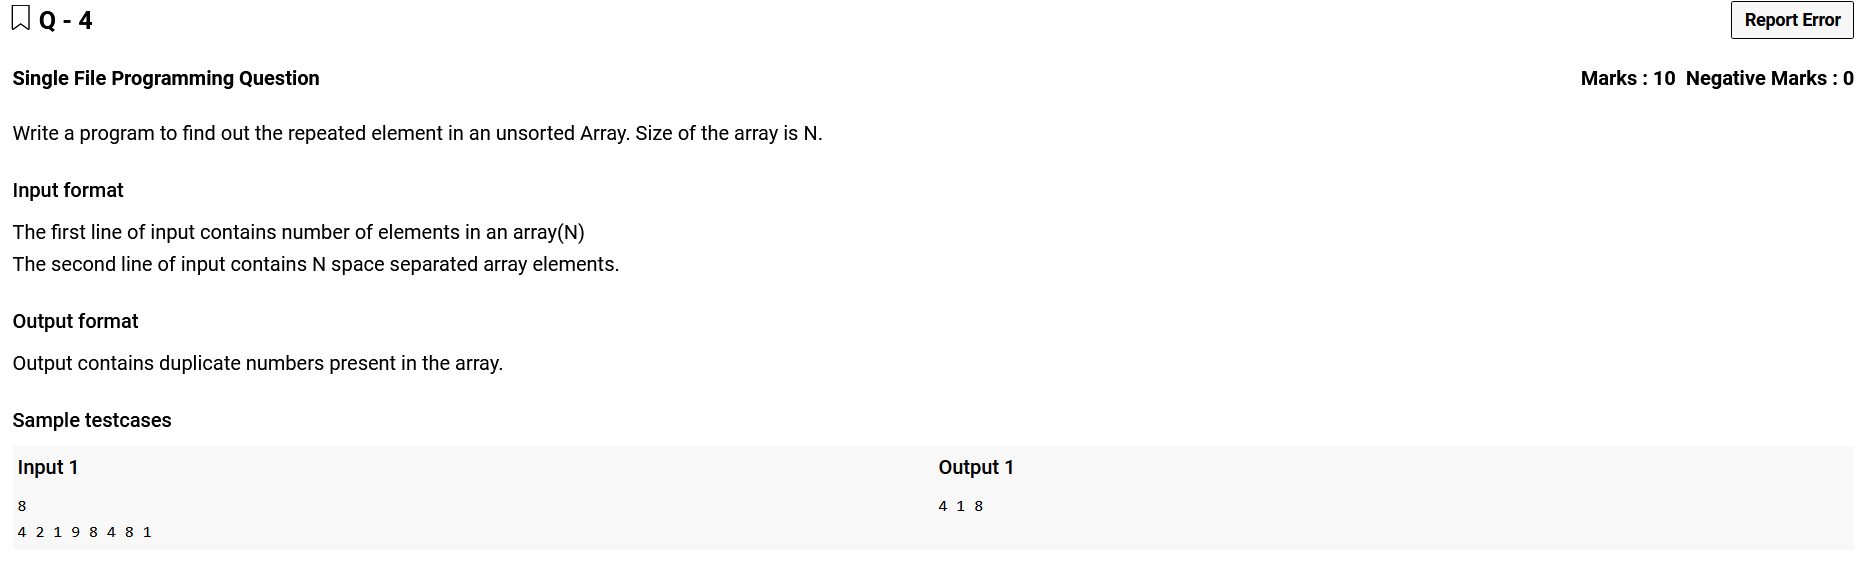 Q - 4
Report Error
Single File Programming Question
Marks : 10 Negative Marks : 0
Write a program to find out the repeated element in an unsorted Array. Size of the array is N.
Input format
The first line of input contains number of elements in an array(N)
The second line of input contains N space separated array elements.
Output format
Output contains duplicate numbers present in the array.
Sample testcases
Input 1
8
4 2 1 9 8 4 8 1
Output 1
4 1 8